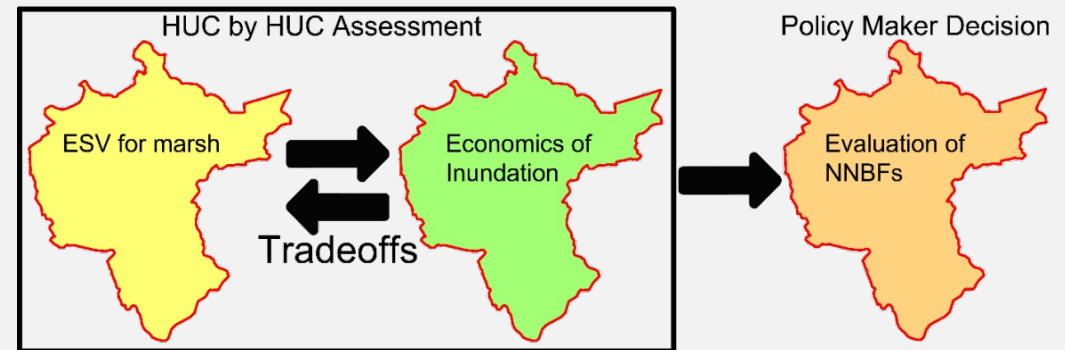 HUC by HUC Assessment
Policy Maker Decision
ESV for marsh
Economics of
Inundation
Evaluation of
NNBFs
Tradeoffs